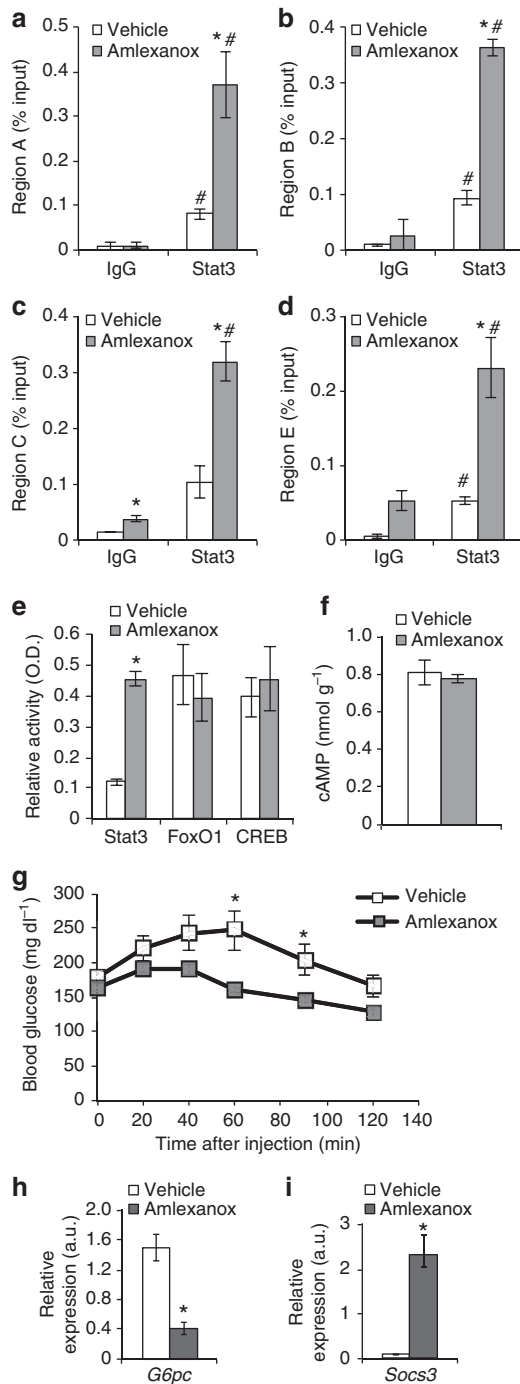 a
Vehicle
Amlexanox
Region A (% input)
0.5
0.4
0.3
0.2
0.1
0
#
*#
IgG
Stat3
b
Vehicle
Amlexanox
Region B (% input)
0.4
0.3
0.2
0.1
0
#
*#
IgG
Stat3
c
Vehicle
Amlexanox
Region C (% input)
0.4
0.3
0.2
0.1
0
*
*#
IgG
Stat3
d
Vehicle
Amlexanox
Region E (% input)
0.3
0.2
0.1
0
#
*#
IgG
Stat3
e
Vehicle
Amlexanox
Relative activity (O.D.)
0.6
0.5
0.4
0.3
0.2
0.1
0
*
Stat3
FoxO1
CREB
f
Vehicle
Amlexanox
cAMP (nmol g⁻¹)
1.0
0.8
0.6
0.4
0.2
0
g
Vehicle
Amlexanox
Blood glucose (mg dl⁻¹)
300
250
200
150
100
50
0
*
*
0 20 40 60 80 100 120 140
Time after injection (min)
h
Vehicle
Amlexanox
Relative
expression (a.u.)
2.0
1.6
1.2
0.8
0.4
0
*
G6pc
i
Vehicle
Amlexanox
Relative
expression (a.u.)
3
2
1
0
*
Socs3